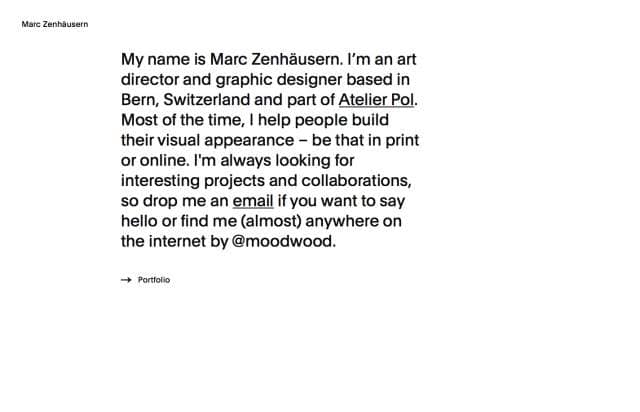 Marc Zenhäusern
My name is Marc Zenhäusern. I’m an art
director and graphic designer based in
Bern, Switzerland and part of Atelier Pol.
Most of the time, I help people build
their visual appearance – be that in print
or online. I'm always looking for
interesting projects and collaborations,
so drop me an email if you want to say
hello or find me (almost) anywhere on
the internet by @moodwood.
→ Portfolio